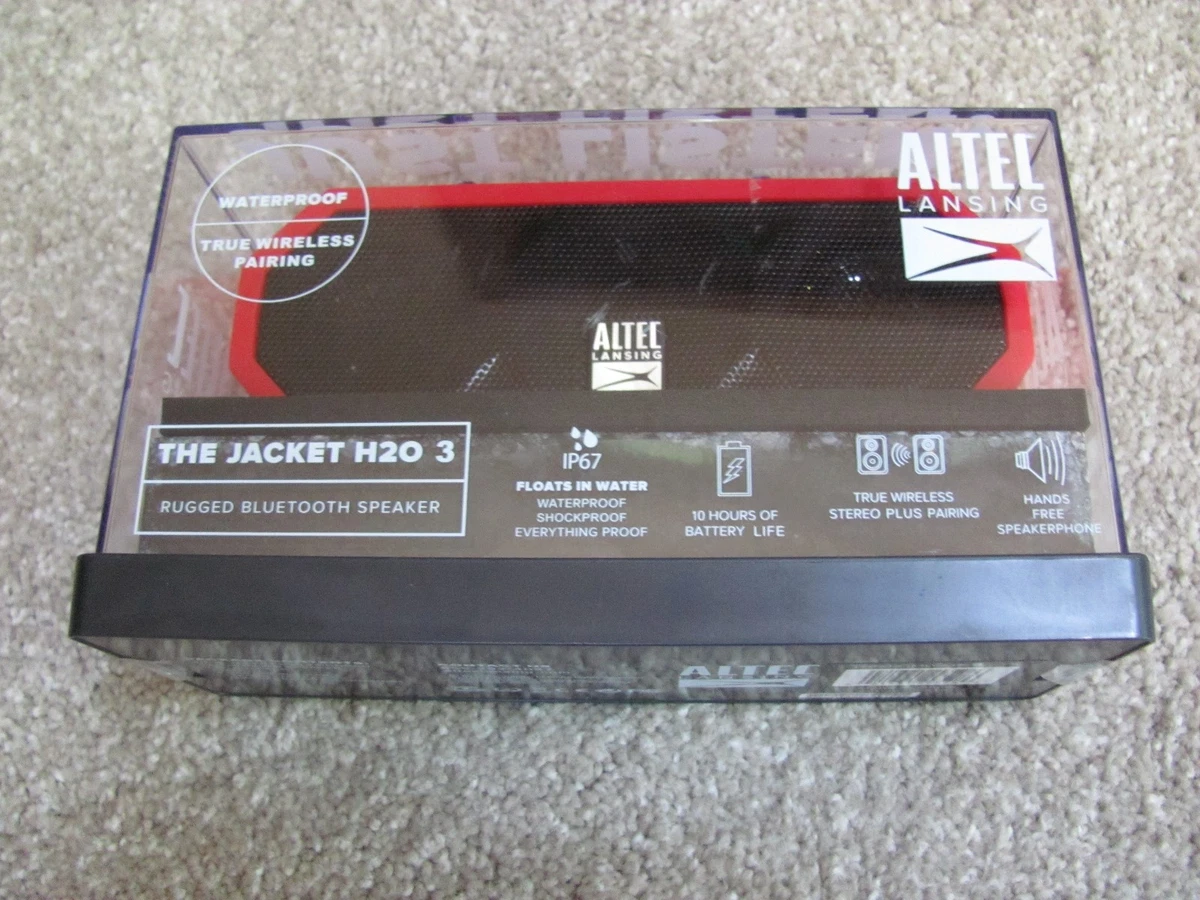 WATERPROOF
TRUE WIRELESS
PAIRING
ALTEC
LANSING
ALTEC
LANSING
THE JACKET H2O 3
RUGGED BLUETOOTH SPEAKER
IP67
FLOATS IN WATER
WATERPROOF
SHOCKPROOF
EVERYTHING PROOF
10 HOURS OF
BATTERY LIFE
TRUE WIRELESS
STEREO PLUS PAIRING
HANDS
FREE
SPEAKERPHONE
ALTEC